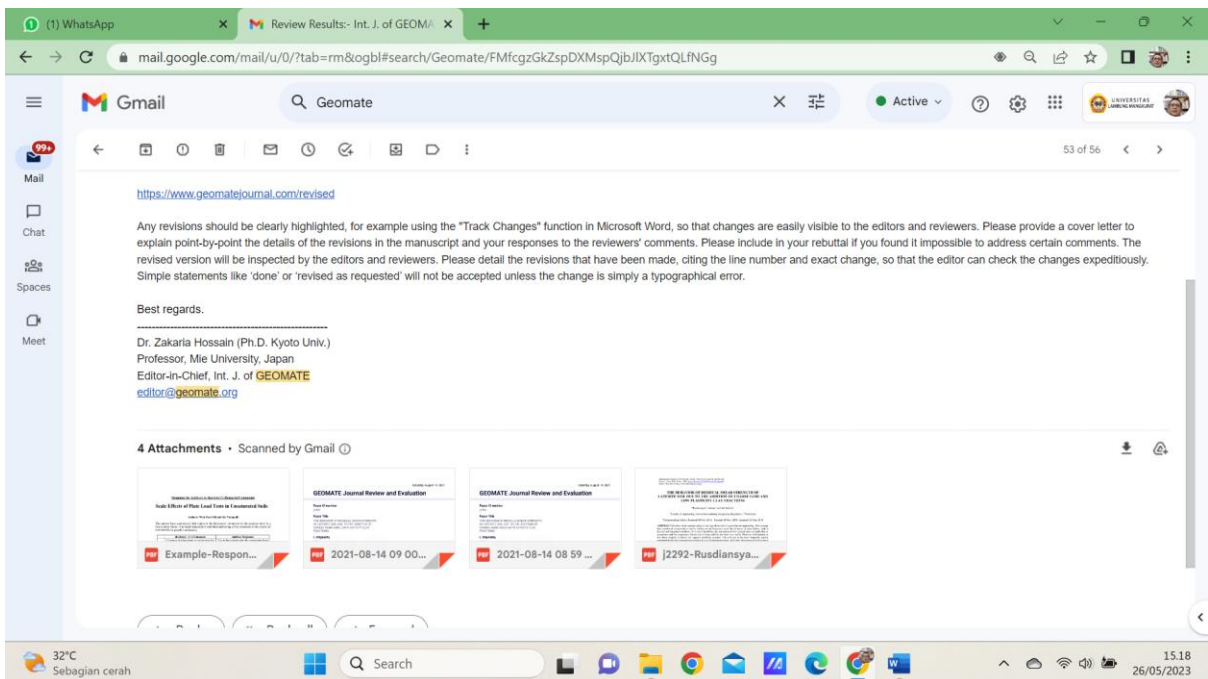 (1) WhatsApp
Review Results:- Int. J. of GEOMA
mail.google.com/mail/u/0/?tab=rm&ogbl#search/Geomate/FMfcgzGkZspDXMspQjbJlXTgxtQLfNGg
Gmail
Geomate
Active
UNIVERSITAS
LAMBUNG MANGKURAT
99+
Mail
Chat
Spaces
Meet
53 of 56
https://www.geomatejournal.com/revised
Any revisions should be clearly highlighted, for example using the "Track Changes" function in Microsoft Word, so that changes are easily visible to the editors and reviewers. Please provide a cover letter to
explain point-by-point the details of the revisions in the manuscript and your responses to the reviewers' comments. Please include in your rebuttal if you found it impossible to address certain comments. The
revised version will be inspected by the editors and reviewers. Please detail the revisions that have been made, citing the line number and exact change, so that the editor can check the changes expeditiously.
Simple statements like 'done' or 'revised as requested' will not be accepted unless the change is simply a typographical error.
Best regards.
------------------------------------------------
Dr. Zakaria Hossain (Ph.D. Kyoto Univ.)
Professor, Mie University, Japan
Editor-in-Chief, Int. J. of GEOMATE
editor@geomate.org
4 Attachments • Scanned by Gmail
Scale Effects of Plate Load Tests in Unsaturated Soils
GEOMATE Journal Review and Evaluation
GEOMATE Journal Review and Evaluation
PDF Example-Respon...
PDF 2021-08-14 09 00...
PDF 2021-08-14 08 59 ...
PDF j2292-Rusdiansya...
32°C
Sebagian cerah
Search
15.18
26/05/2023